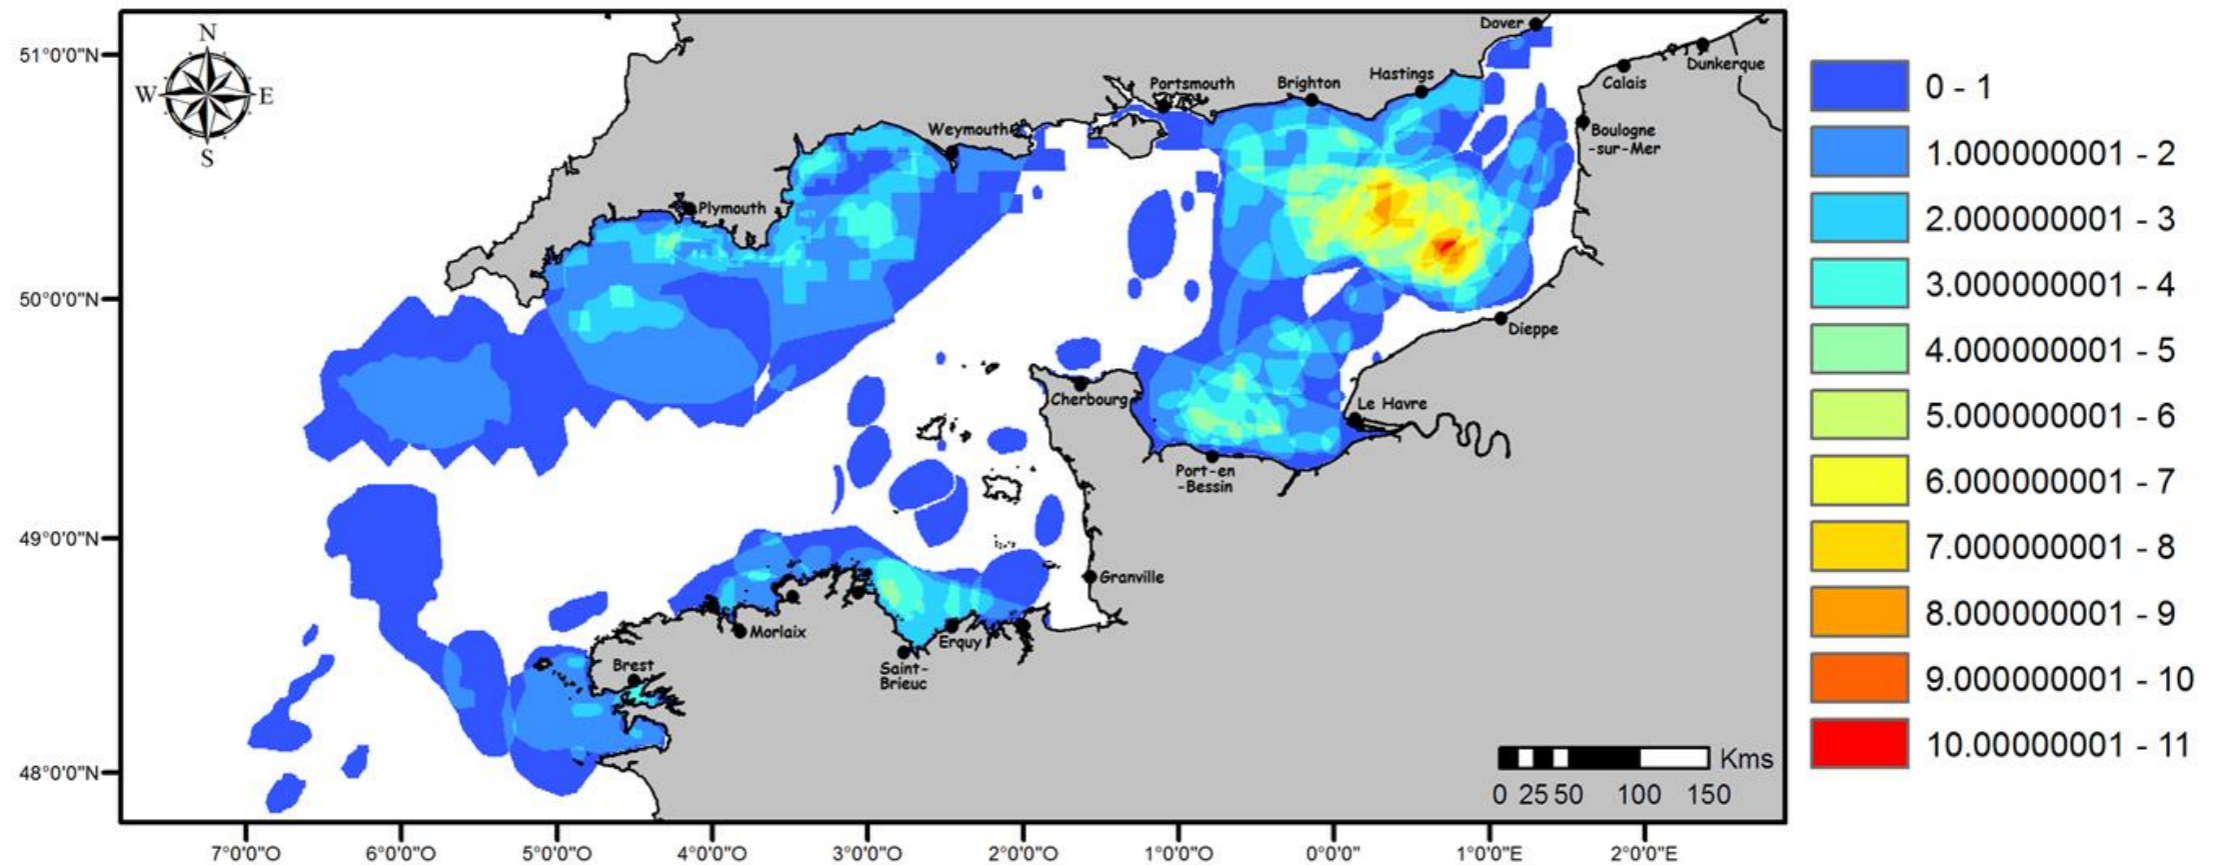 N
W E
S
51°0'0"N
50°0'0"N
49°0'0"N
48°0'0"N
Dover
Dunkerque
Calais
Boulogne
-sur-Mer
Hastings
Brighton
Portsmouth
Weymouth
Plymouth
Dieppe
Le Havre
Cherbourg
Port-en
-Bessin
Granville
Morlaix
Erquy
Saint-
Brieuc
Brest
Kms
0 25 50 100 150
7°0'0"O 6°0'0"O 5°0'0"O 4°0'0"O 3°0'0"O 2°0'0"O 1°0'0"O 0°0'0" 1°0'0"E 2°0'0"E
0 - 1
1.000000001 - 2
2.000000001 - 3
3.000000001 - 4
4.000000001 - 5
5.000000001 - 6
6.000000001 - 7
7.000000001 - 8
8.000000001 - 9
9.000000001 - 10
10.00000001 - 11